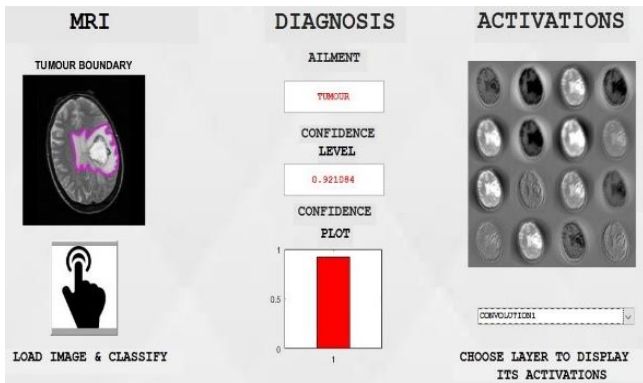 MRI
TUMOUR BOUNDARY
LOAD IMAGE & CLASSIFY
DIAGNOSIS
AILMENT
TUMOUR
CONFIDENCE
LEVEL
0.921084
CONFIDENCE
PLOT
1
0.5
0
1
ACTIVATIONS
CONVOLUTION1
CHOOSE LAYER TO DISPLAY
ITS ACTIVATIONS